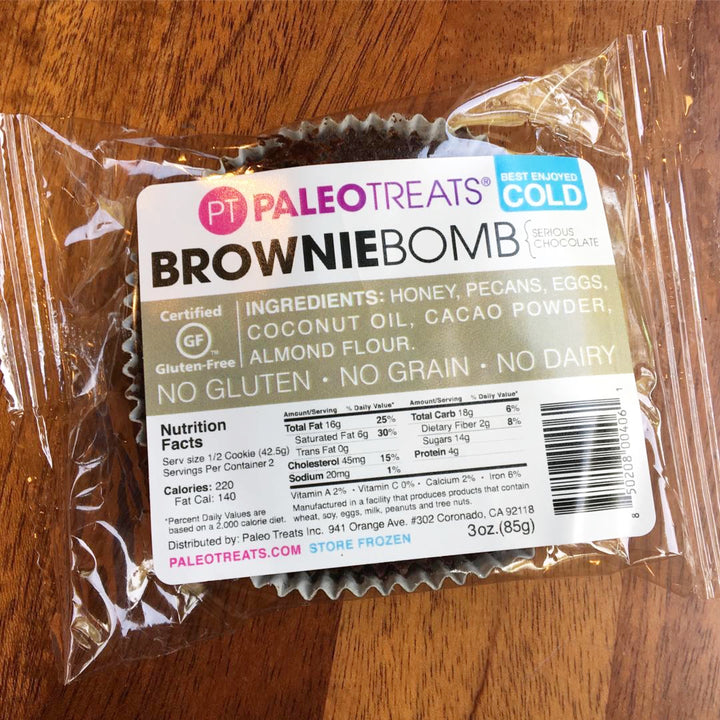 PT PALEOTREATS®
BEST ENJOYED
COLD
BROWNIEBOMB
SERIOUS
CHOCOLATE
Certified
GF™
Gluten-Free
INGREDIENTS: HONEY, PECANS, EGGS,
COCONUT OIL, CACAO POWDER,
ALMOND FLOUR.
NO GLUTEN · NO GRAIN · NO DAIRY
Nutrition
Facts
Serv size 1/2 Cookie (42.5g)
Servings Per Container 2
Calories: 220
Fat Cal: 140
*Percent Daily Values are
based on a 2,000 calorie diet.
Amount/Serving % Daily Value*
Total Fat 16g 25%
Saturated Fat 6g 30%
Trans Fat 0g
Cholesterol 45mg 15%
Sodium 20mg 1%
Amount/Serving % Daily Value*
Total Carb 18g 6%
Dietary Fiber 2g 8%
Sugars 14g
Protein 4g
Vitamin A 2% · Vitamin C 0% · Calcium 2% · Iron 6%
Manufactured in a facility that produces products that contain
wheat, soy, eggs, milk, peanuts and tree nuts.
Distributed by: Paleo Treats Inc. 941 Orange Ave. #302 Coronado, CA 92118
PALEOTREATS.COM STORE FROZEN
3oz.(85g)
8 50208 00406 1